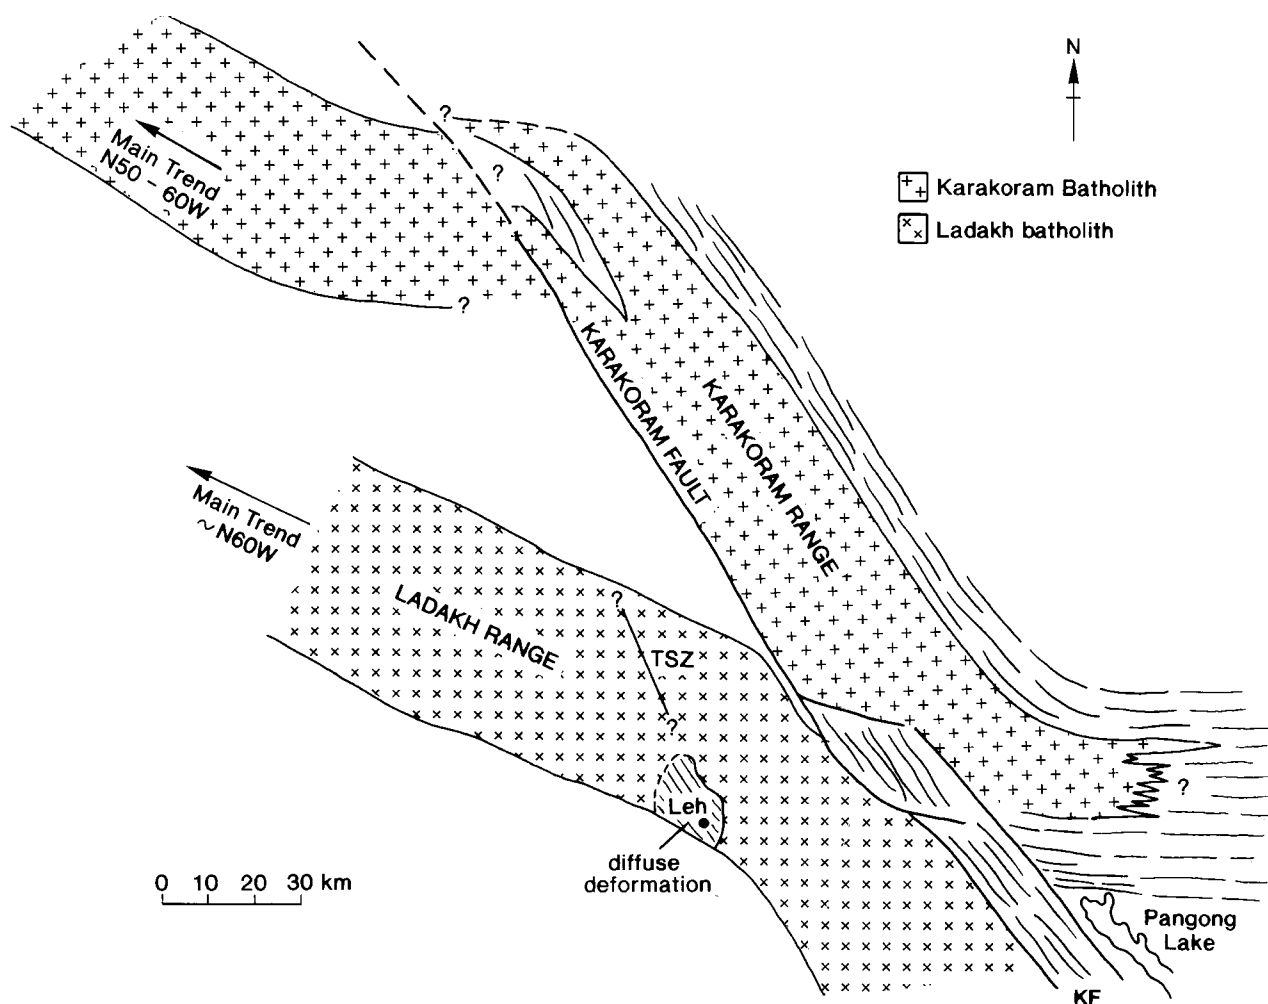 N
?
Main Trend
N50 - 60W
?
+ + Karakoram Batholith
x x Ladakh batholith
?
KARAKORAM FAULT
KARAKORAM RANGE
Main Trend
~ N60W
LADAKH RANGE
?
TSZ
?
?
Leh
diffuse
deformation
0 10 20 30 km
Pangong
Lake
KF